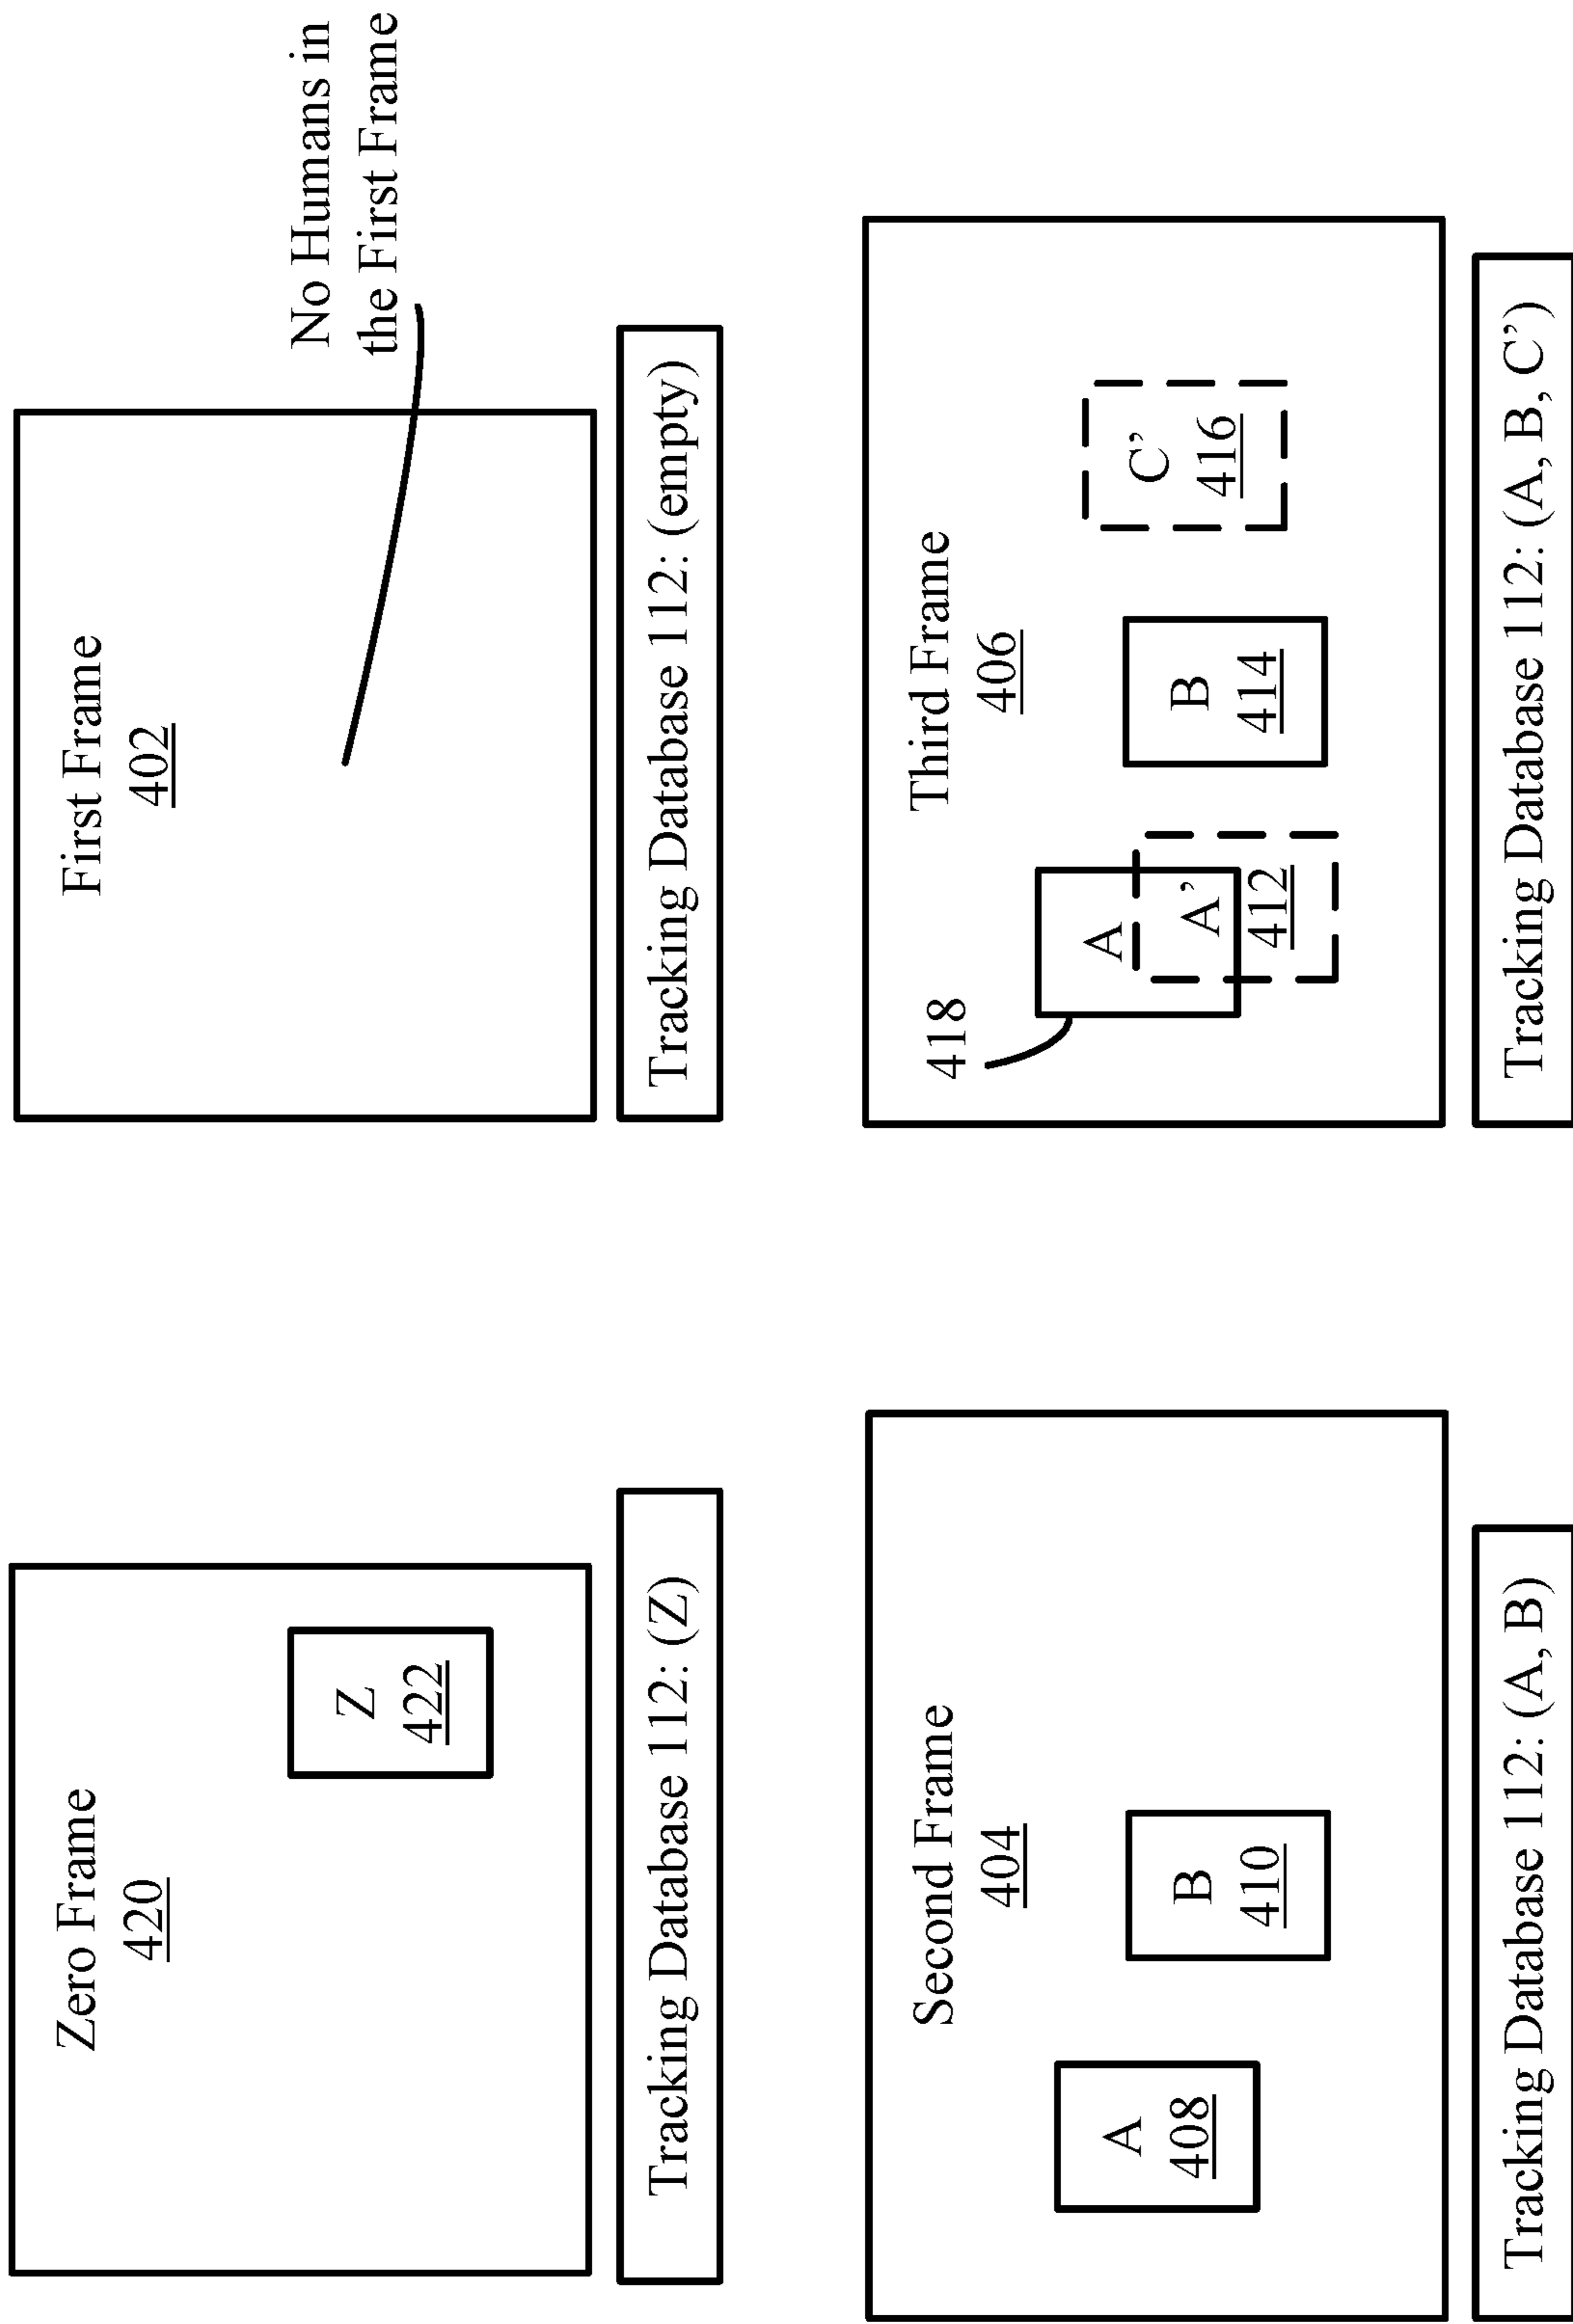 Zero Frame
420
Z
422
Tracking Database 112: (Z)
First Frame
402
No Humans in
the First Frame
Tracking Database 112: (empty)
Second Frame
404
A
408
B
410
Tracking Database 112: (A, B)
Third Frame
406
418
A
A’
412
B
414
C’
416
Tracking Database 112: (A, B, C’)